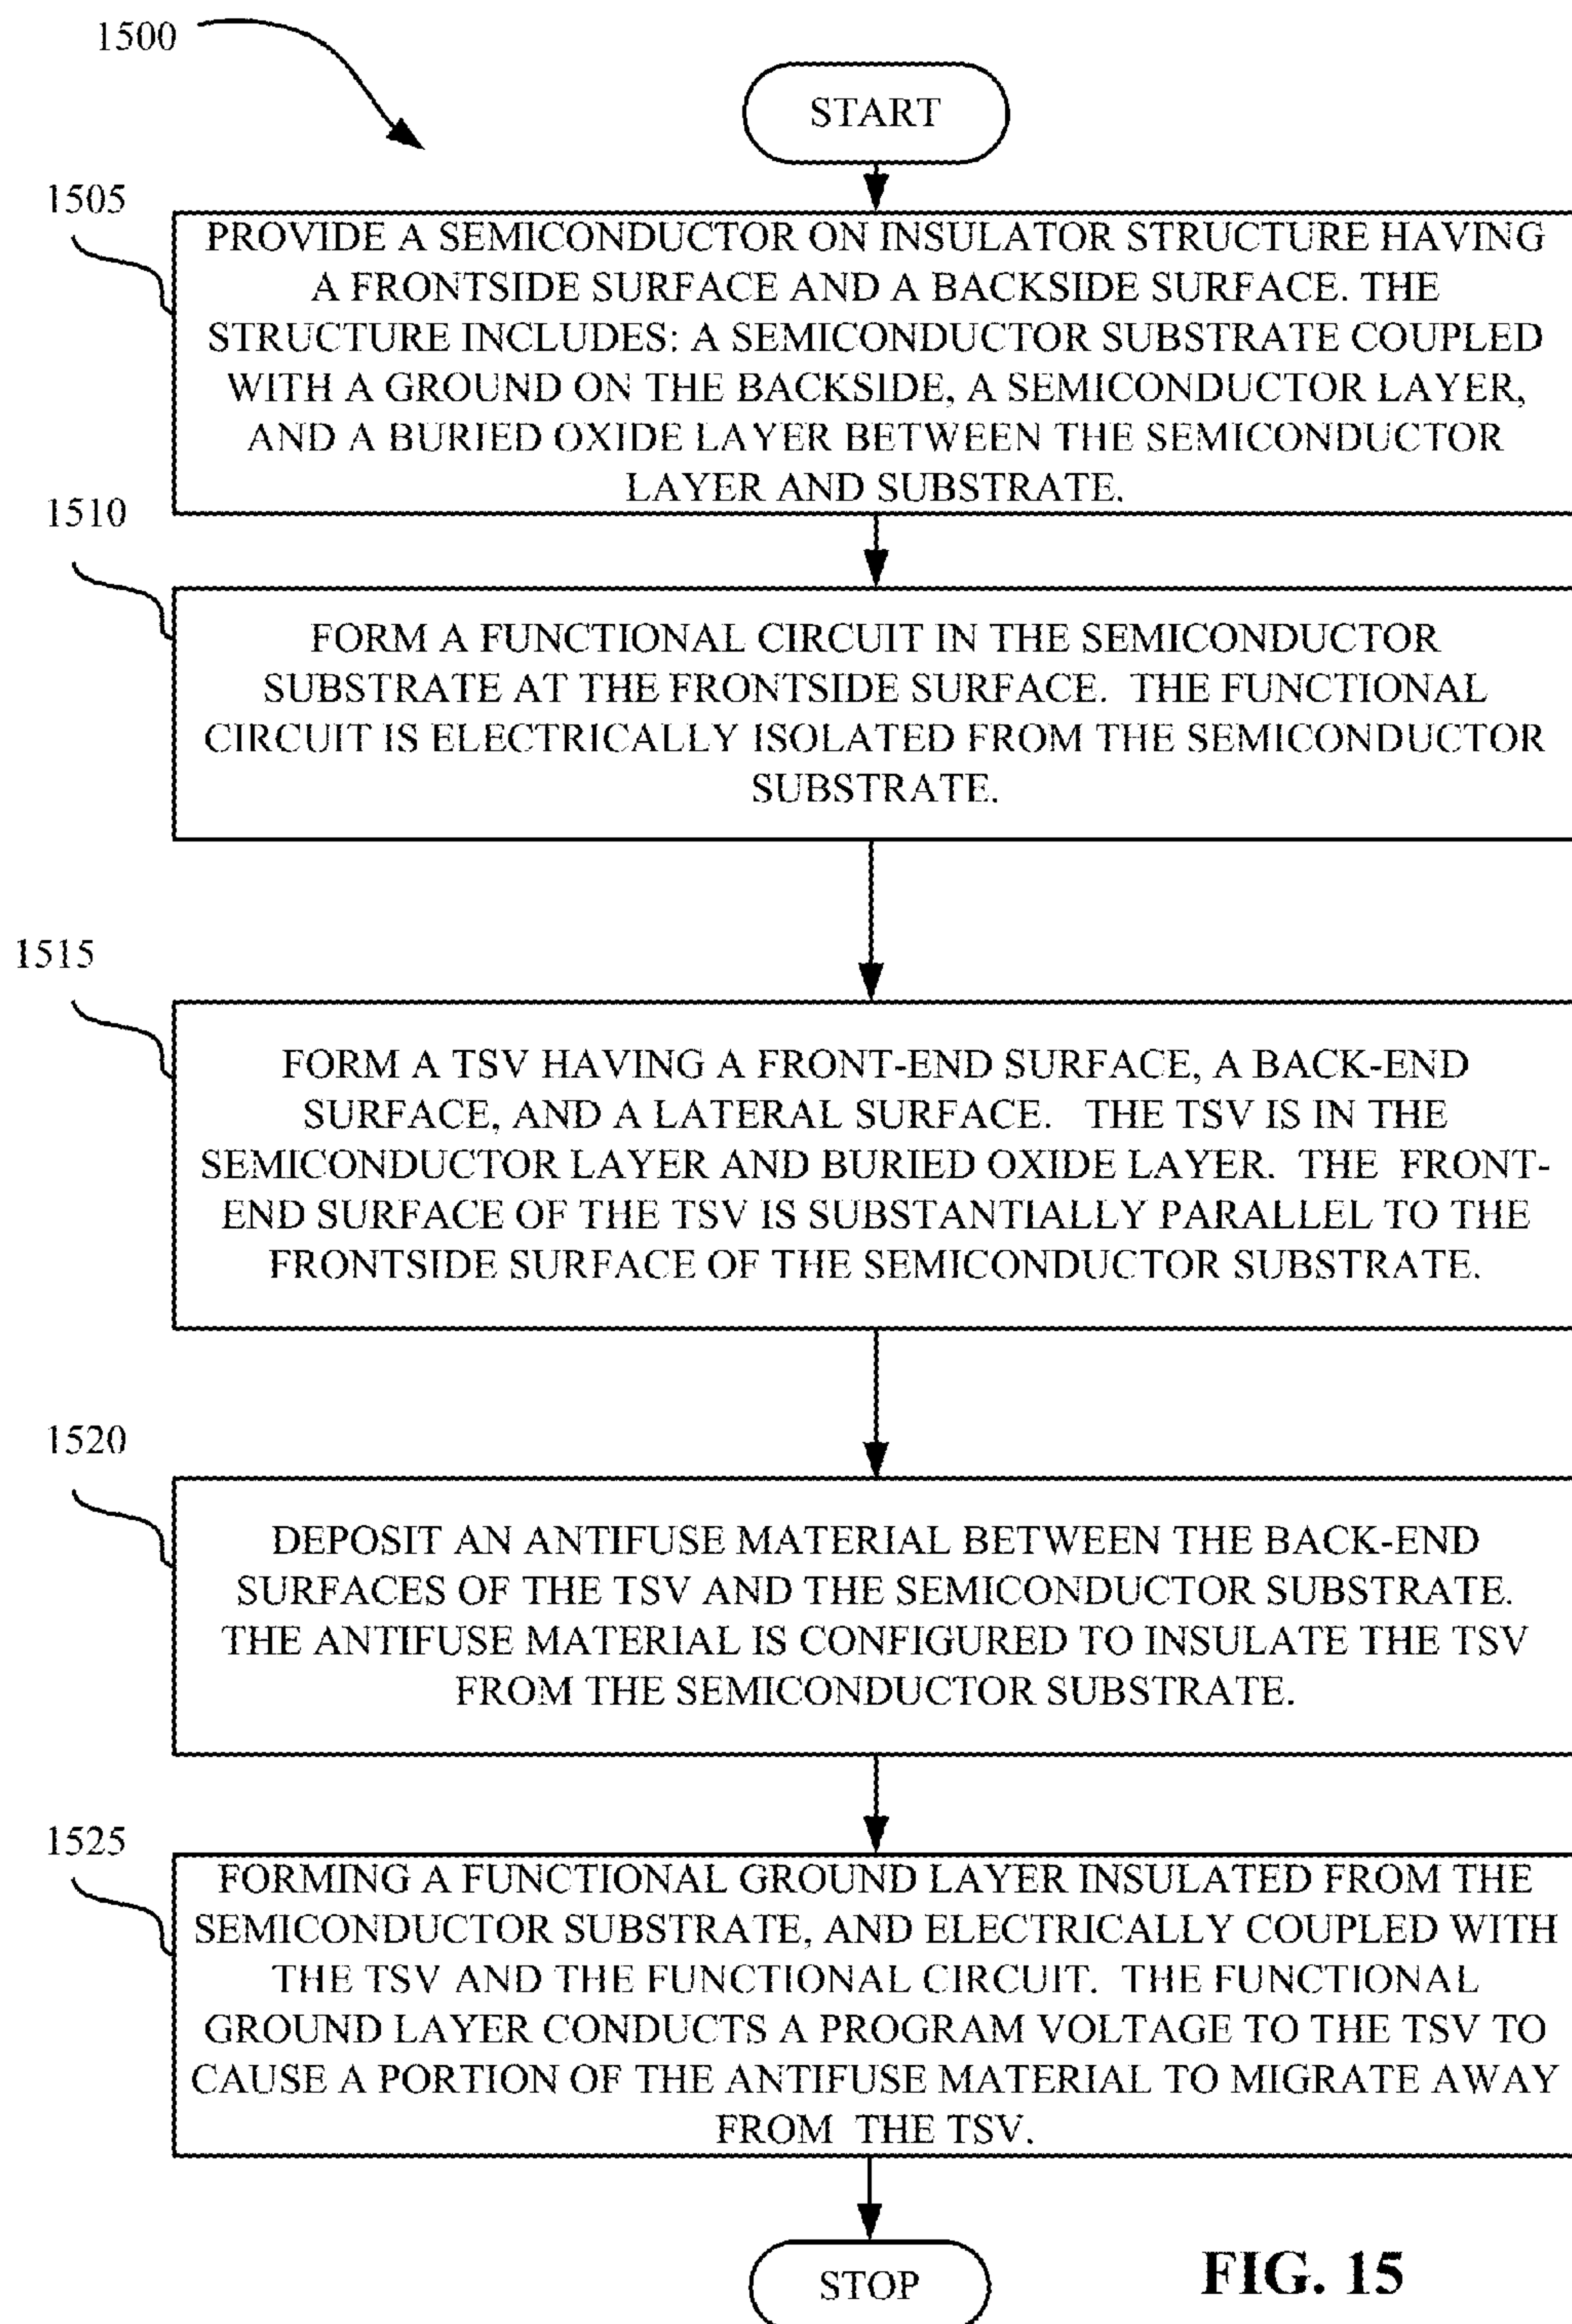 1500
START
1505
PROVIDE A SEMICONDUCTOR ON INSULATOR STRUCTURE HAVING
A FRONTSIDE SURFACE AND A BACKSIDE SURFACE. THE
STRUCTURE INCLUDES: A SEMICONDUCTOR SUBSTRATE COUPLED
WITH A GROUND ON THE BACKSIDE, A SEMICONDUCTOR LAYER,
AND A BURIED OXIDE LAYER BETWEEN THE SEMICONDUCTOR
LAYER AND SUBSTRATE.
1510
FORM A FUNCTIONAL CIRCUIT IN THE SEMICONDUCTOR
SUBSTRATE AT THE FRONTSIDE SURFACE. THE FUNCTIONAL
CIRCUIT IS ELECTRICALLY ISOLATED FROM THE SEMICONDUCTOR
SUBSTRATE.
1515
FORM A TSV HAVING A FRONT-END SURFACE, A BACK-END
SURFACE, AND A LATERAL SURFACE. THE TSV IS IN THE
SEMICONDUCTOR LAYER AND BURIED OXIDE LAYER. THE FRONT-
END SURFACE OF THE TSV IS SUBSTANTIALLY PARALLEL TO THE
FRONTSIDE SURFACE OF THE SEMICONDUCTOR SUBSTRATE.
1520
DEPOSIT AN ANTIFUSE MATERIAL BETWEEN THE BACK-END
SURFACES OF THE TSV AND THE SEMICONDUCTOR SUBSTRATE.
THE ANTIFUSE MATERIAL IS CONFIGURED TO INSULATE THE TSV
FROM THE SEMICONDUCTOR SUBSTRATE.
1525
FORMING A FUNCTIONAL GROUND LAYER INSULATED FROM THE
SEMICONDUCTOR SUBSTRATE, AND ELECTRICALLY COUPLED WITH
THE TSV AND THE FUNCTIONAL CIRCUIT. THE FUNCTIONAL
GROUND LAYER CONDUCTS A PROGRAM VOLTAGE TO THE TSV TO
CAUSE A PORTION OF THE ANTIFUSE MATERIAL TO MIGRATE AWAY
FROM THE TSV.
STOP
FIG. 15